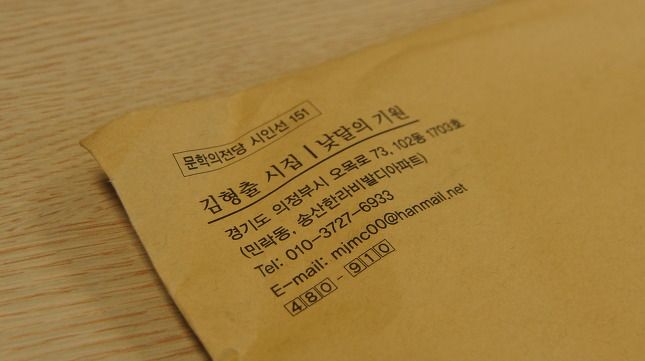 문학의전당 시인선 151
김형출 시집 | 낮달의 기원
경기도 의정부시 오목로 73, 102동 1703호
(민락동, 송산한라비발디아파트)
Tel: 010-3727-6933
E-mail: mjmc00@hanmail.net
480-910